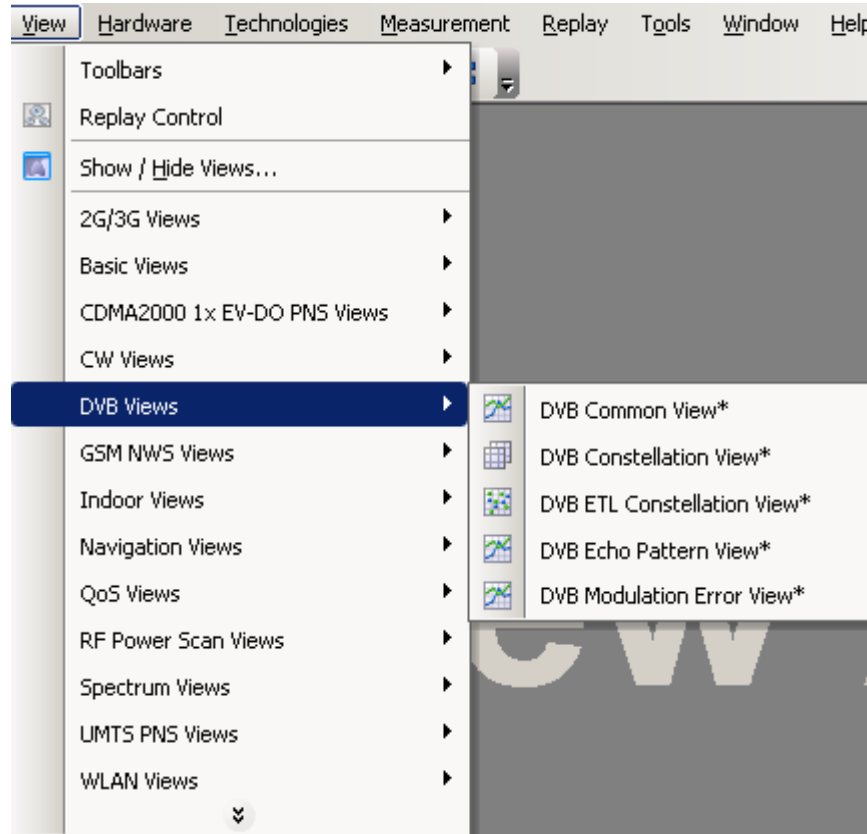 View Hardware Technologies Measurement Replay Tools Window Help
Toolbars
Replay Control
Show / Hide Views...
2G/3G Views
Basic Views
CDMA2000 1x EV-DO PNS Views
CW Views
DVB Views
DVB Common View*
DVB Constellation View*
DVB ETL Constellation View*
DVB Echo Pattern View*
DVB Modulation Error View*
GSM NWS Views
Indoor Views
Navigation Views
QoS Views
RF Power Scan Views
Spectrum Views
UMTS PNS Views
WLAN Views